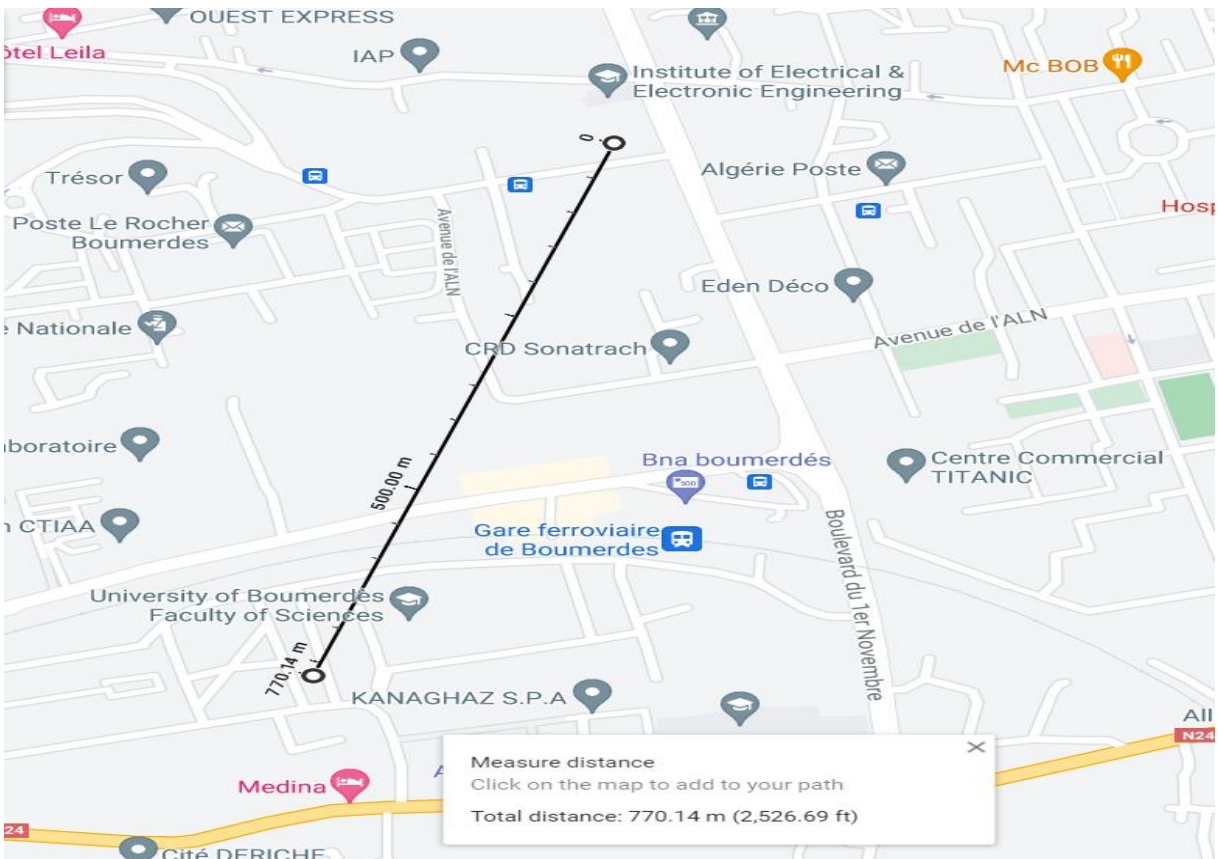 OUEST EXPRESS
ôtel Leila
IAP
Institute of Electrical &
Electronic Engineering
Mc BOB
0
Trésor
Algérie Poste
Poste Le Rocher
Boumerdes
Avenue de l'ALN
Hosp
Eden Déco
e Nationale
CRD Sonatrach
Avenue de l'ALN
boratoire
500.00 m
Bna boumerdés
Centre Commercial
TITANIC
n CTIAA
Gare ferroviaire
de Boumerdes
Boulevard du 1er Novembre
University of Boumerdes
Faculty of Sciences
770.14 m
KANAGHAZ S.P.A
All
N24
Measure distance
Click on the map to add to your path
Total distance: 770.14 m (2,526.69 ft)
Medina
A
24
Cité DERICHE